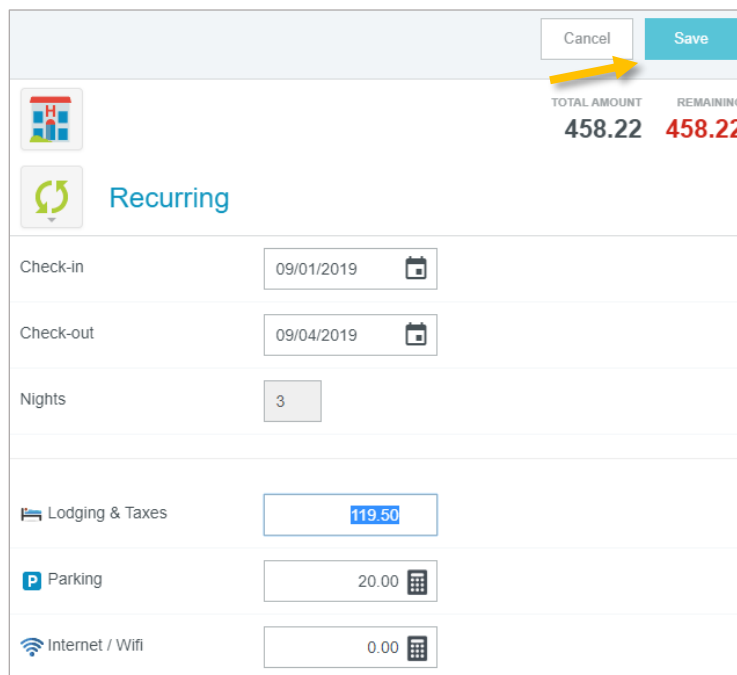 Cancel Save
H
TOTAL AMOUNT REMAINING
458.22 458.22
Recurring
Check-in 09/01/2019
Check-out 09/04/2019
Nights 3
Lodging & Taxes 119.50
P Parking 20.00
Internet / Wifi 0.00